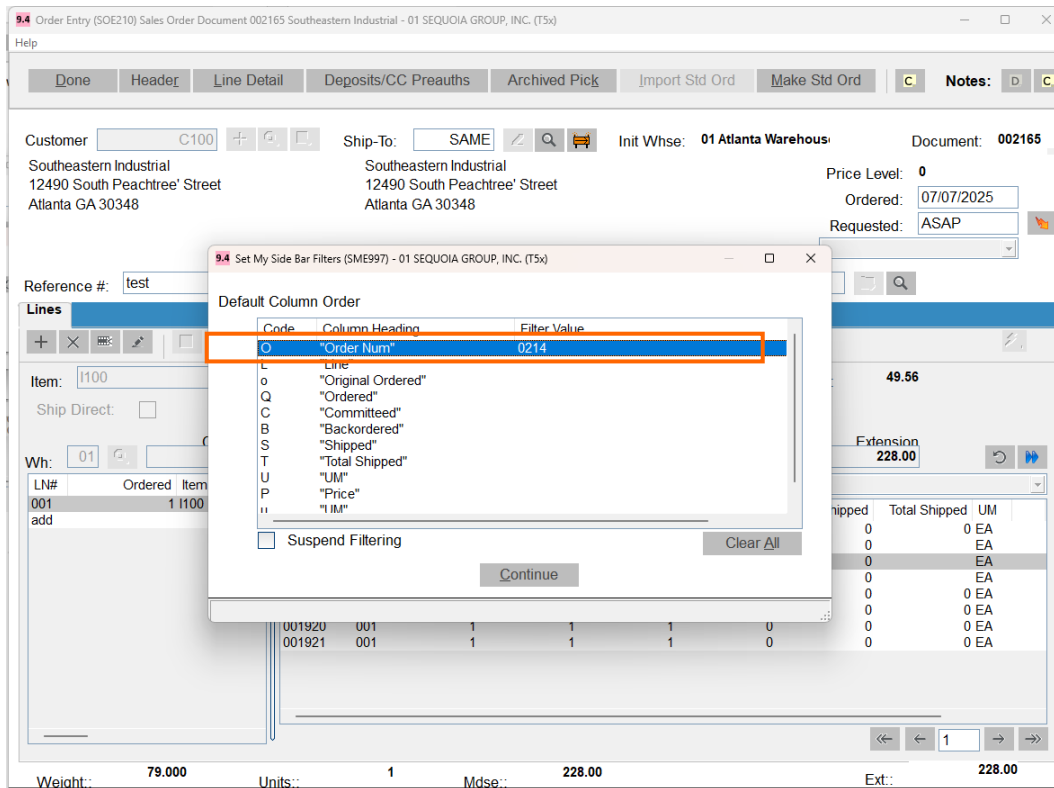 9.4 Order Entry (SOE210) Sales Order Document 002165 Southeastern Industrial - 01 SEQUOIA GROUP, INC. (T5x)
Help
Done Header Line Detail Deposits/CC Preauths Archived Pick Import Std Ord Make Std Ord C Notes: D C
Customer C100 Ship-To: SAME Init Whse: 01 Atlanta Warehous Document: 002165
Southeastern Industrial Southeastern Industrial Price Level: 0
12490 South Peachtree' Street 12490 South Peachtree' Street Ordered: 07/07/2025
Atlanta GA 30348 Atlanta GA 30348 Requested: ASAP
9.4 Set My Side Bar Filters (SME997) - 01 SEQUOIA GROUP, INC. (T5x)
Reference #: test
Default Column Order
Lines
Code Column Heading Filter Value
O "Order Num" 0214
L "Line"
o "Original Ordered"
Q "Ordered"
C "Committeed"
B "Backordered"
S "Shipped"
T "Total Shipped"
U "UM"
P "Price"
u "UM"
Suspend Filtering Clear All
Continue
Item: I100 49.56
Ship Direct:
Extension
Wh: 01 228.00
LN# Ordered Item
001 1 I100
add
Total Shipped UM
0 0 EA
0 EA
0 EA
0 EA
0 0 EA
0 0 EA
001920 001 1 1 1 0 0 0 EA
001921 001 1 1 1 0 0 0 EA
1
Weight:: 79.000 Units:: 1 Mdse:: 228.00 Ext:: 228.00